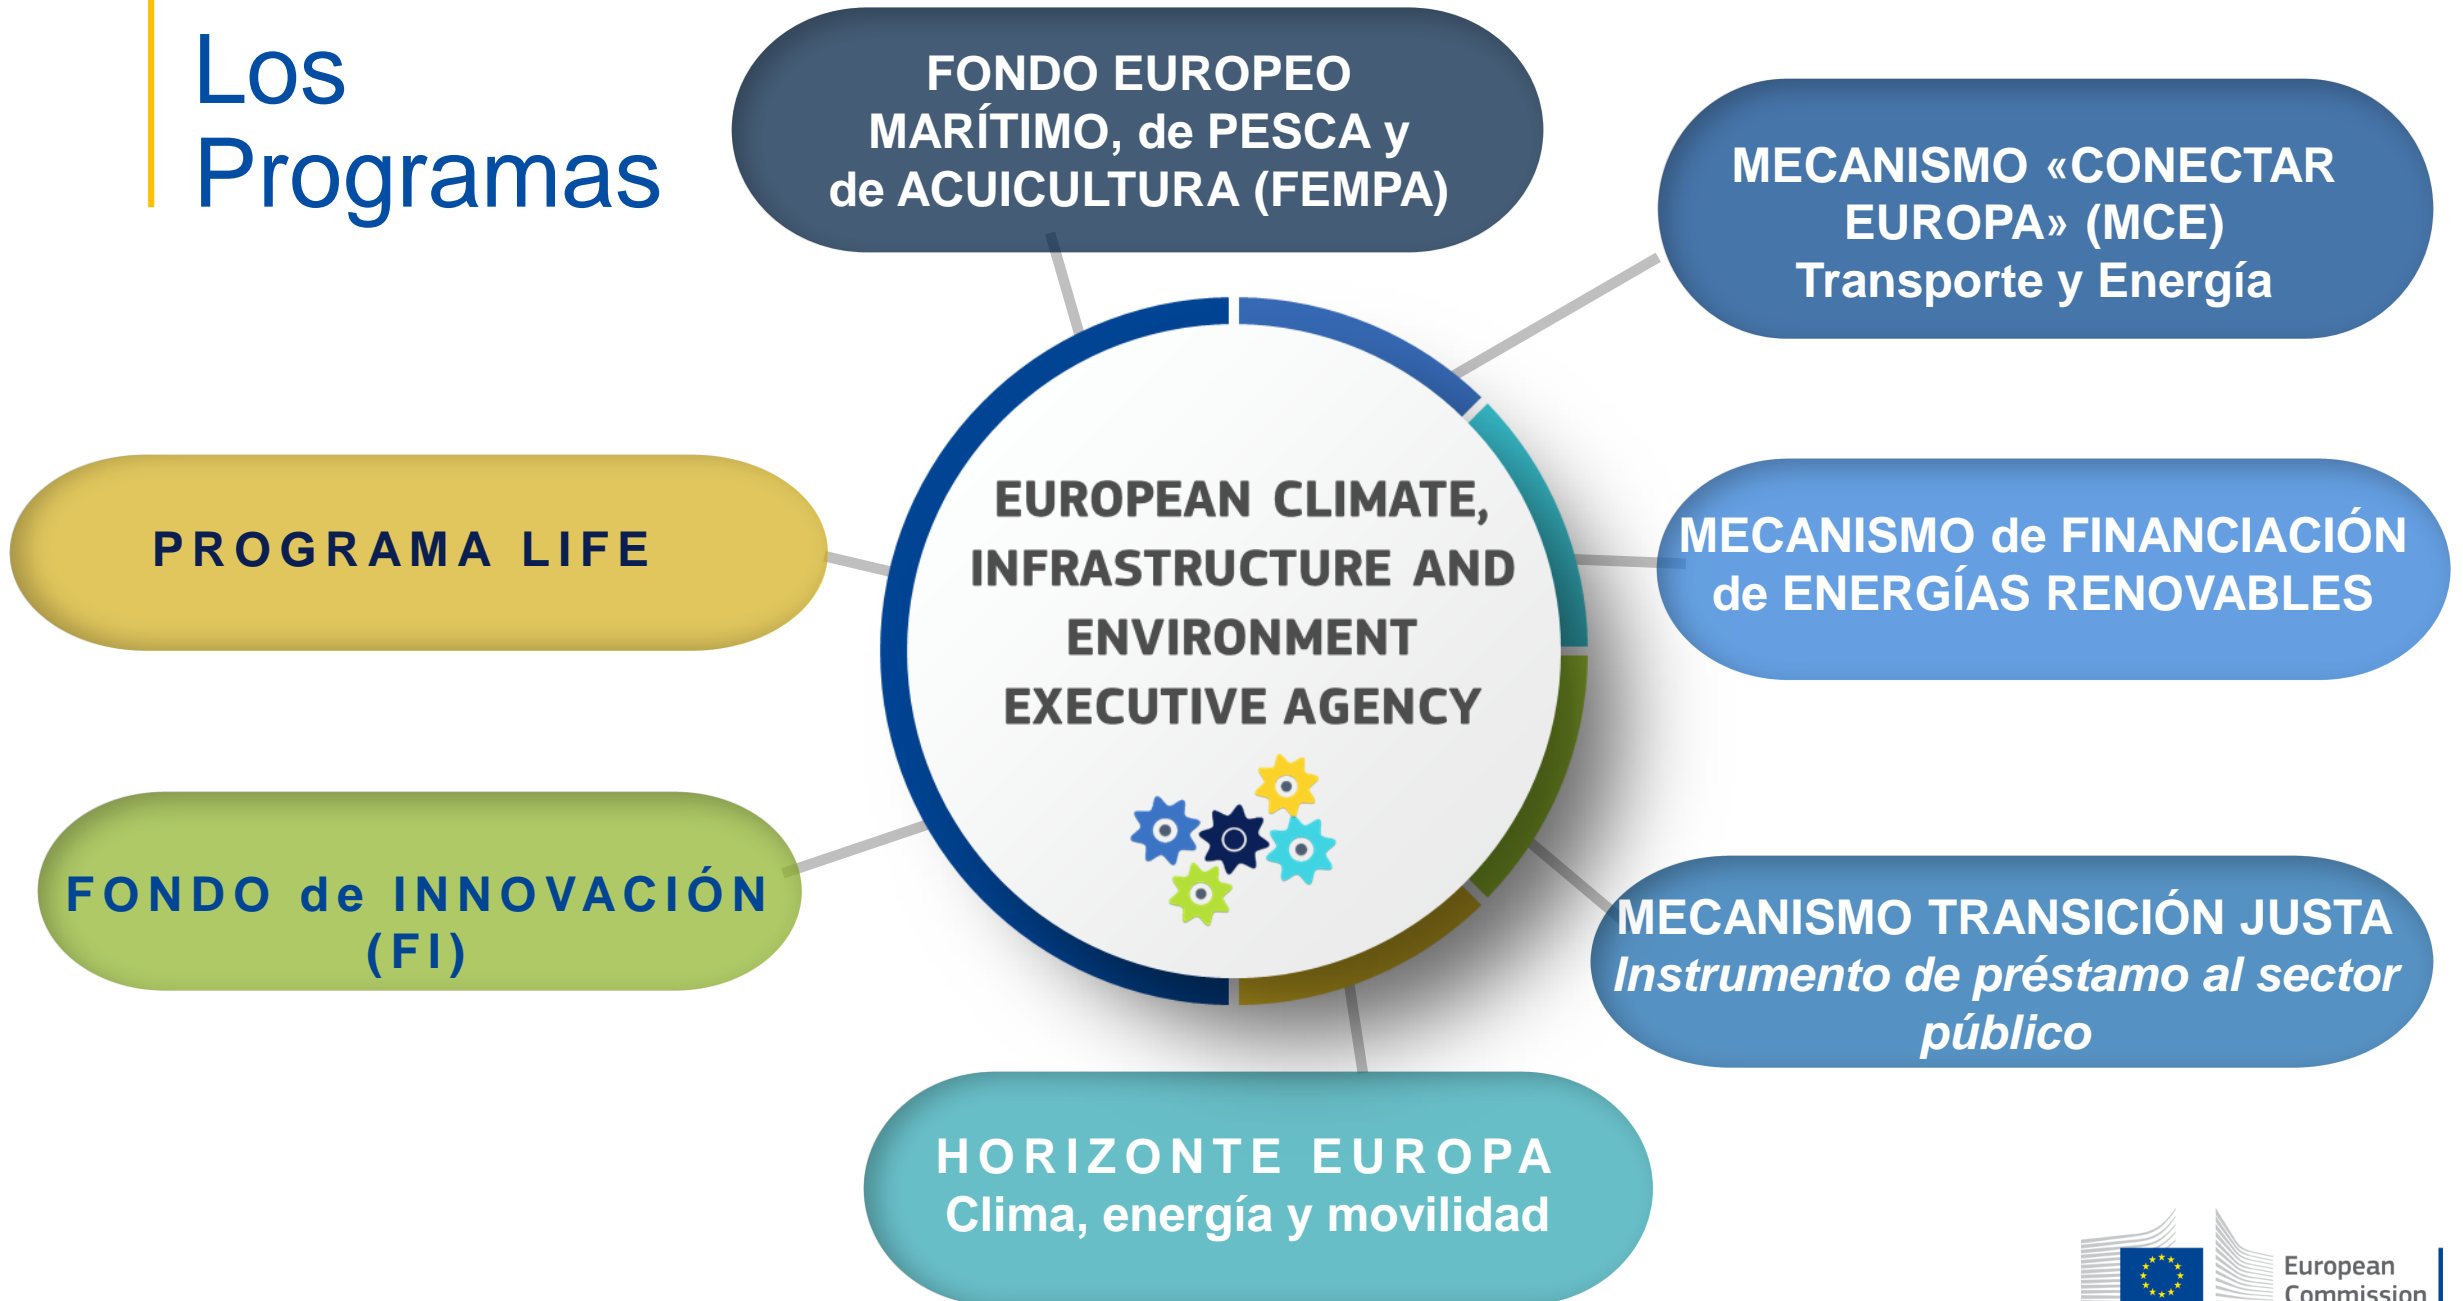 Los
Programas
FONDO EUROPEO
MARÍTIMO, de PESCA y
de ACUICULTURA (FEMPA)
MECANISMO «CONECTAR
EUROPA» (MCE)
Transporte y Energía
PROGRAMA LIFE
EUROPEAN CLIMATE,
INFRASTRUCTURE AND
ENVIRONMENT
EXECUTIVE AGENCY
MECANISMO de FINANCIACIÓN
de ENERGÍAS RENOVABLES
FONDO de INNOVACIÓN
(FI)
MECANISMO TRANSICIÓN JUSTA
Instrumento de préstamo al sector
público
HORIZONTE EUROPA
Clima, energía y movilidad
European
Commission